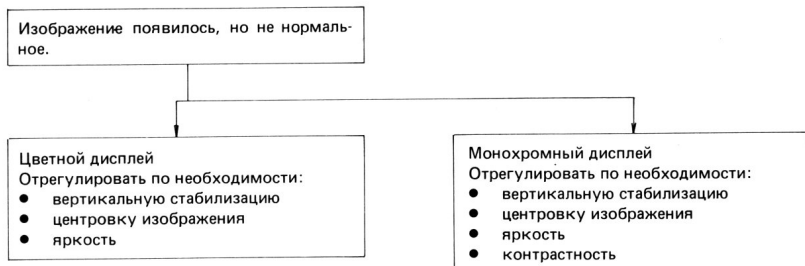 Изображение появилось, но не нормаль-
ное.
Цветной дисплей
Отрегулировать по необходимости:
● вертикальную стабилизацию
● центровку изображения
● яркость
Монохромный дисплей
Отрегулировать по необходимости:
● вертикальную стабилизацию
● центровку изображения
● яркость
● контрастность